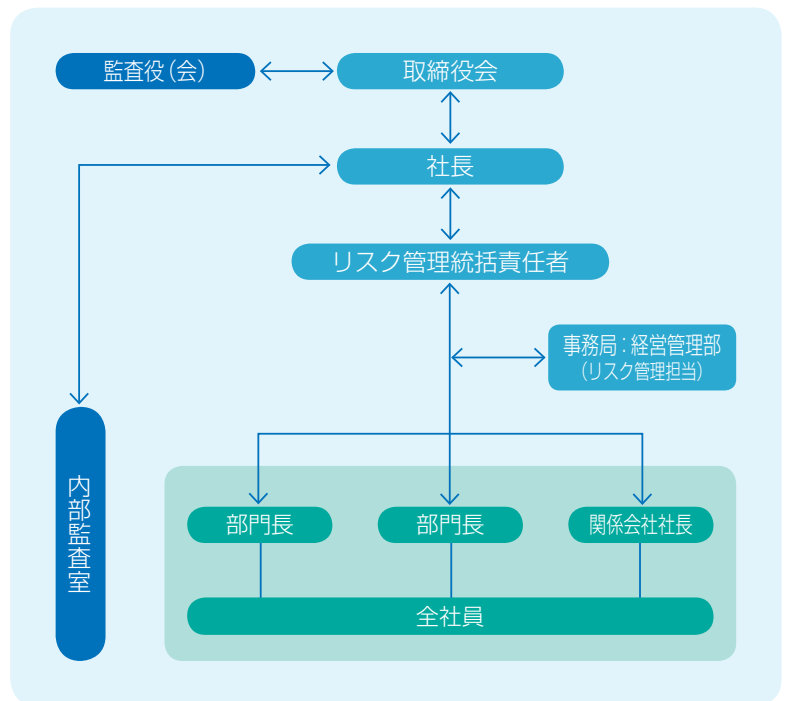 監査役（会）
取締役会
社長
リスク管理統括責任者
事務局：経営管理部
（リスク管理担当）
内部監査室
部門長
部門長
関係会社社長
全社員